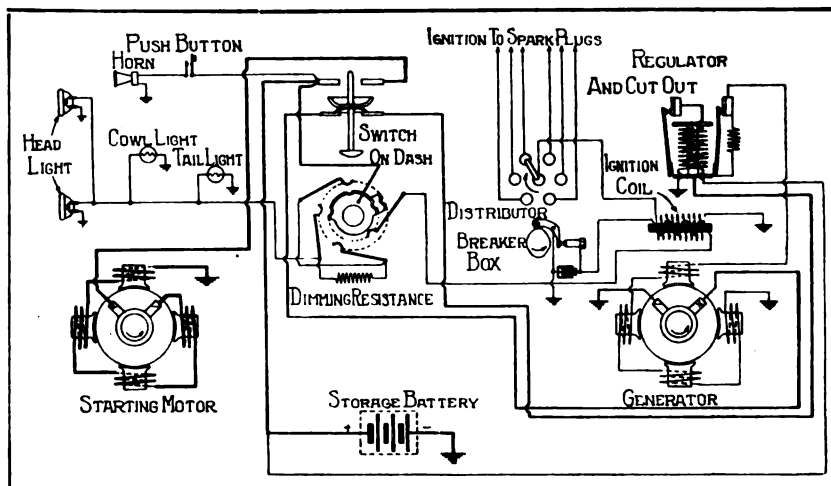 IGNITION TO SPARK PLUGS
PUSH BUTTON
HORN
REGULATOR
AND CUT OUT
HEAD
LIGHT
COWL LIGHT
TAIL LIGHT
SWITCH
ON DASH
IGNITION
COIL
DISTRIBUTOR
BREAKER
BOX
DIMMING RESISTANCE
STARTING MOTOR
STORAGE BATTERY
+ -
GENERATOR